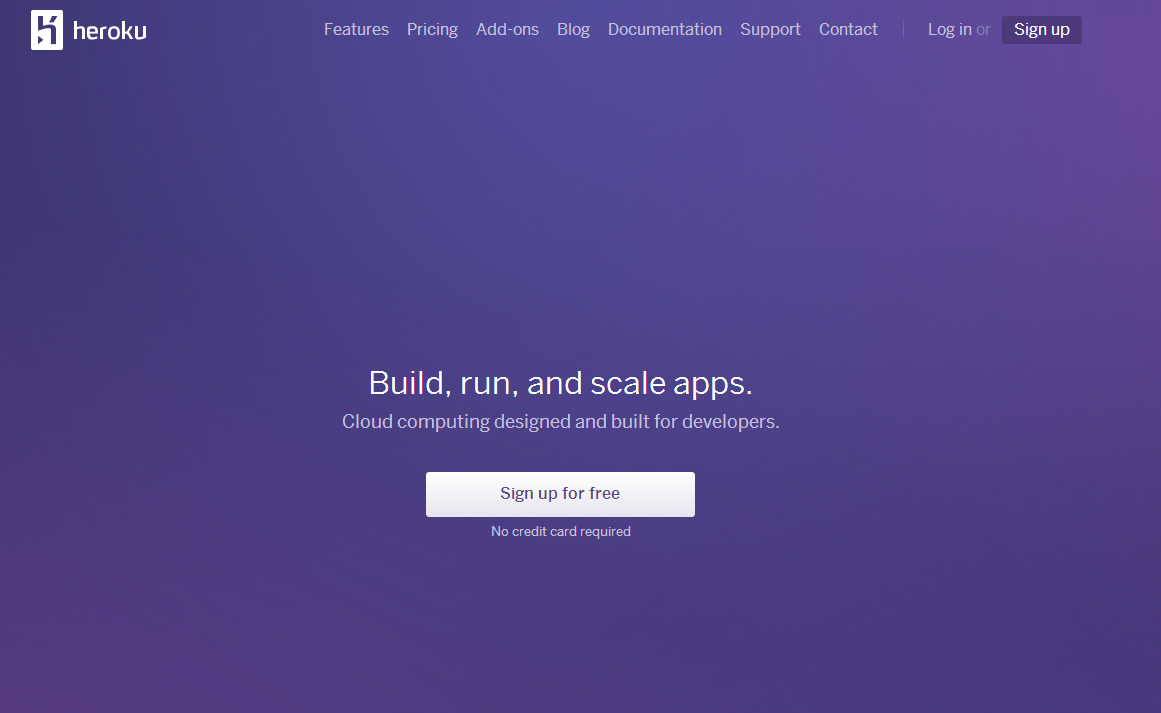 heroku Features Pricing Add-ons Blog Documentation Support Contact Log in or Sign up
Build, run, and scale apps.
Cloud computing designed and built for developers.
Sign up for free
No credit card required